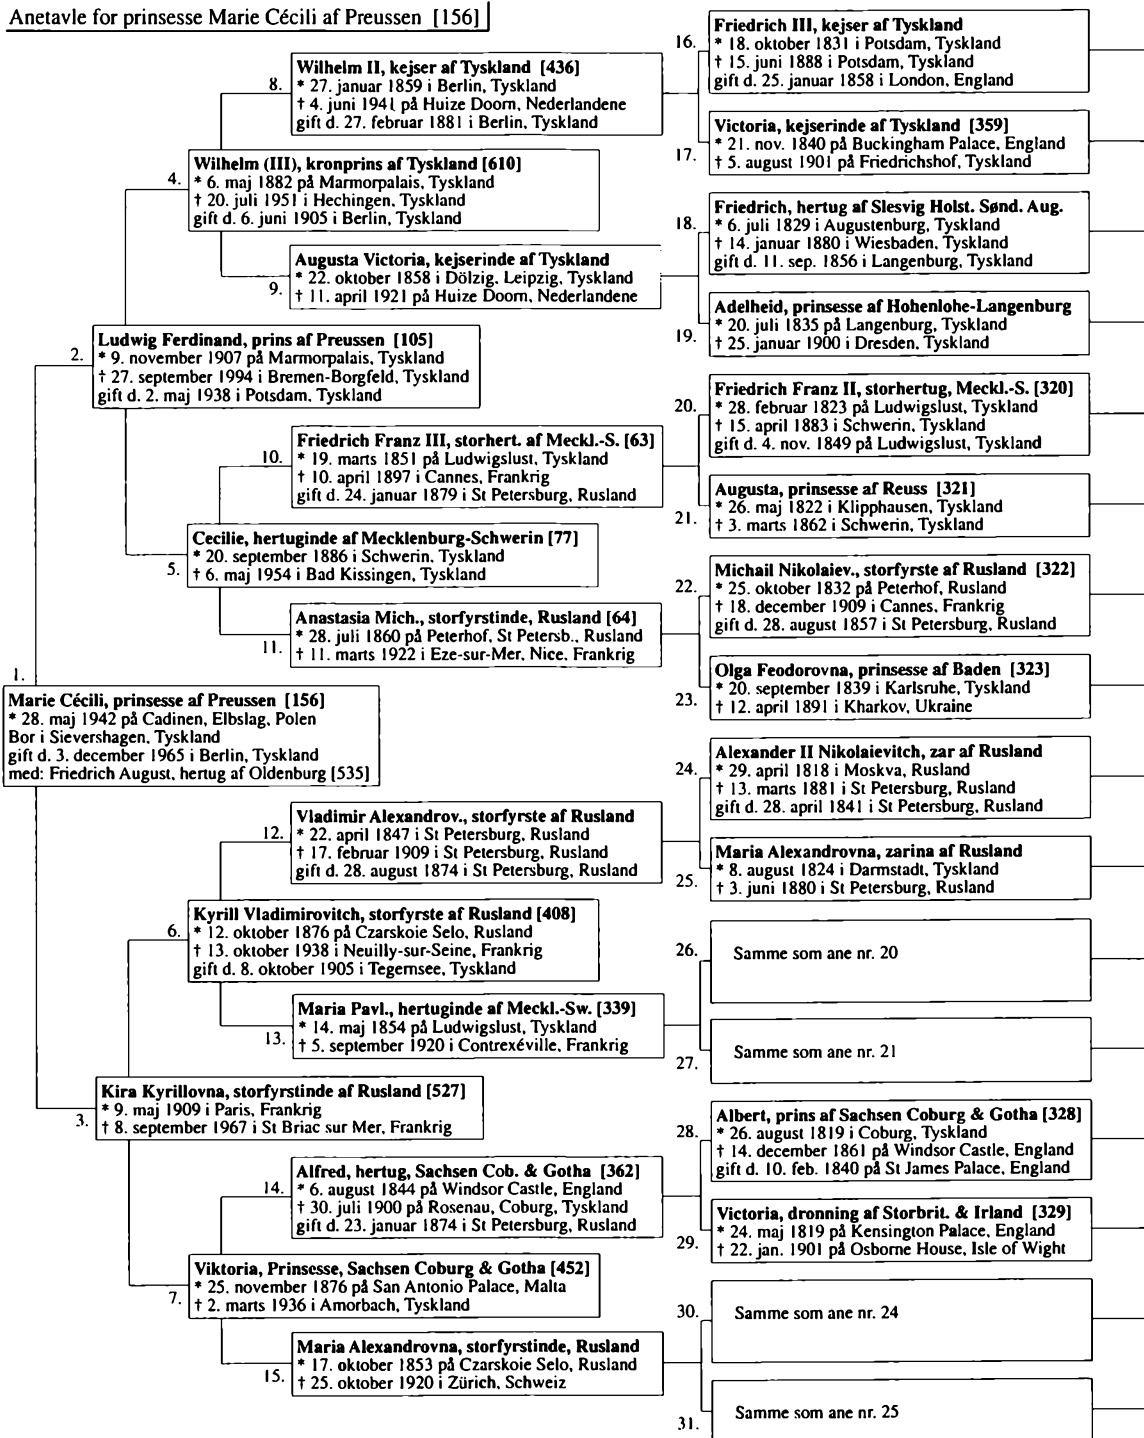 Anetavle for prinsesse Marie Cécili af Preussen [156]
1.
Marie Cécili, prinsesse af Preussen [156]
* 28. maj 1942 på Cadinen, Elbslag, Polen
Bor i Sievershagen, Tyskland
gift d. 3. december 1965 i Berlin, Tyskland
med: Friedrich August, hertug af Oldenburg [535]
2.
Ludwig Ferdinand, prins af Preussen [105]
* 9. november 1907 på Marmorpalais, Tyskland
† 27. september 1994 i Bremen-Borgfeld, Tyskland
gift d. 2. maj 1938 i Potsdam, Tyskland
3.
Kira Kyrillovna, storfyrstinde af Rusland [527]
* 9. maj 1909 i Paris, Frankrig
† 8. september 1967 i St Briac sur Mer, Frankrig
4.
Wilhelm (III), kronprins af Tyskland [610]
* 6. maj 1882 på Marmorpalais, Tyskland
† 20. juli 1951 i Hechingen, Tyskland
gift d. 6. juni 1905 i Berlin, Tyskland
5.
Cecilie, hertuginde af Mecklenburg-Schwerin [77]
* 20. september 1886 i Schwerin, Tyskland
† 6. maj 1954 i Bad Kissingen, Tyskland
6.
Kyrill Vladimirovitch, storfyrste af Rusland [408]
* 12. oktober 1876 på Czarskoie Selo, Rusland
† 13. oktober 1938 i Neuilly-sur-Seine, Frankrig
gift d. 8. oktober 1905 i Tegernsee, Tyskland
7.
Viktoria, Prinsesse, Sachsen Coburg & Gotha [452]
* 25. november 1876 på San Antonio Palace, Malta
† 2. marts 1936 i Amorbach, Tyskland
8.
Wilhelm II, kejser af Tyskland [436]
* 27. januar 1859 i Berlin, Tyskland
† 4. juni 1941 på Huize Doorn, Nederlandene
gift d. 27. februar 1881 i Berlin, Tyskland
9.
Augusta Victoria, kejserinde af Tyskland
* 22. oktober 1858 i Dölzig, Leipzig, Tyskland
† 11. april 1921 på Huize Doorn, Nederlandene
10.
Friedrich Franz III, storhert. af Meckl.-S. [63]
* 19. marts 1851 på Ludwigslust, Tyskland
† 10. april 1897 i Cannes, Frankrig
gift d. 24. januar 1879 i St Petersburg, Rusland
11.
Anastasia Mich., storfyrstinde, Rusland [64]
* 28. juli 1860 på Peterhof, St Petersb., Rusland
† 11. marts 1922 i Eze-sur-Mer, Nice, Frankrig
12.
Vladimir Alexandrov., storfyrste af Rusland
* 22. april 1847 i St Petersburg, Rusland
† 17. februar 1909 i St Petersburg, Rusland
gift d. 28. august 1874 i St Petersburg, Rusland
13.
Maria Pavl., hertuginde af Meckl.-Sw. [339]
* 14. maj 1854 på Ludwigslust, Tyskland
† 5. september 1920 i Contrexéville, Frankrig
14.
Alfred, hertug, Sachsen Cob. & Gotha [362]
* 6. august 1844 på Windsor Castle, England
† 30. juli 1900 på Rosenau, Coburg, Tyskland
gift d. 23. januar 1874 i St Petersburg, Rusland
15.
Maria Alexandrovna, storfyrstinde, Rusland
* 17. oktober 1853 på Czarskoie Selo, Rusland
† 25. oktober 1920 i Zürich, Schweiz
16.
Friedrich III, kejser af Tyskland
* 18. oktober 1831 i Potsdam, Tyskland
† 15. juni 1888 i Potsdam, Tyskland
gift d. 25. januar 1858 i London, England
17.
Victoria, kejserinde af Tyskland [359]
* 21. nov. 1840 på Buckingham Palace, England
† 5. august 1901 på Friedrichshof, Tyskland
18.
Friedrich, hertug af Slesvig Holst. Sønd. Aug.
* 6. juli 1829 i Augustenburg, Tyskland
† 14. januar 1880 i Wiesbaden, Tyskland
gift d. 11. sep. 1856 i Langenburg, Tyskland
19.
Adelheid, prinsesse af Hohenlohe-Langenburg
* 20. juli 1835 på Langenburg, Tyskland
† 25. januar 1900 i Dresden, Tyskland
20.
Friedrich Franz II, storhertug, Meckl.-S. [320]
* 28. februar 1823 på Ludwigslust, Tyskland
† 15. april 1883 i Schwerin, Tyskland
gift d. 4. nov. 1849 på Ludwigslust, Tyskland
21.
Augusta, prinsesse af Reuss [321]
* 26. maj 1822 i Klipphausen, Tyskland
† 3. marts 1862 i Schwerin, Tyskland
22.
Michail Nikolaiev., storfyrste af Rusland [322]
* 25. oktober 1832 på Peterhof, Rusland
† 18. december 1909 i Cannes, Frankrig
gift d. 28. august 1857 i St Petersburg, Rusland
23.
Olga Feodorovna, prinsesse af Baden [323]
* 20. september 1839 i Karlsruhe, Tyskland
† 12. april 1891 i Kharkov, Ukraine
24.
Alexander II Nikolaievitch, zar af Rusland
* 29. april 1818 i Moskva, Rusland
† 13. marts 1881 i St Petersburg, Rusland
gift d. 28. april 1841 i St Petersburg, Rusland
25.
Maria Alexandrovna, zarina af Rusland
* 8. august 1824 i Darmstadt, Tyskland
† 3. juni 1880 i St Petersburg, Rusland
26.
Samme som ane nr. 20
27.
Samme som ane nr. 21
28.
Albert, prins af Sachsen Coburg & Gotha [328]
* 26. august 1819 i Coburg, Tyskland
† 14. december 1861 på Windsor Castle, England
gift d. 10. feb. 1840 på St James Palace, England
29.
Victoria, dronning af Storbrit. & Irland [329]
* 24. maj 1819 på Kensington Palace, England
† 22. jan. 1901 på Osborne House, Isle of Wight
30.
Samme som ane nr. 24
31.
Samme som ane nr. 25